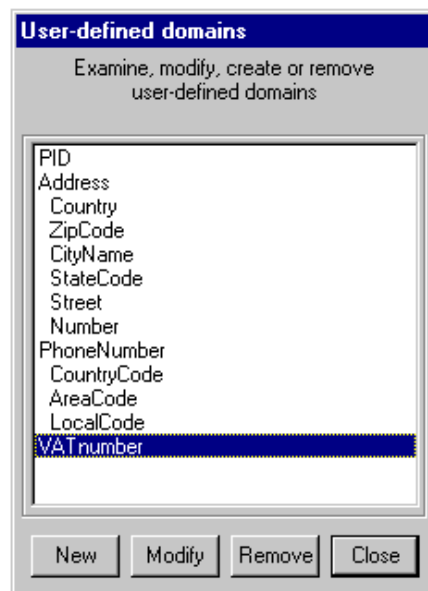 User-defined domains
Examine, modify, create or remove
user-defined domains
PID
Address
Country
ZipCode
CityName
StateCode
Street
Number
PhoneNumber
CountryCode
AreaCode
LocalCode
VATnumber
New Modify Remove Close